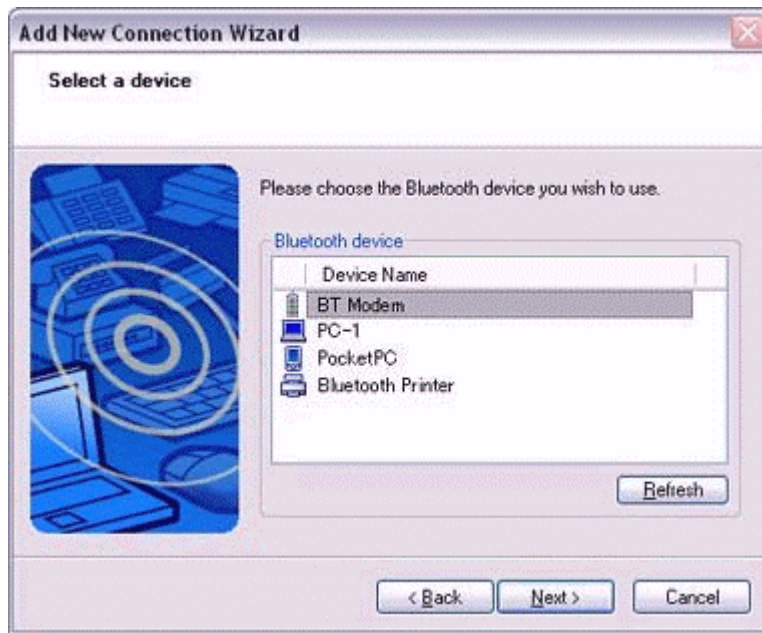 Add New Connection Wizard
Select a device
Please choose the Bluetooth device you wish to use.
Bluetooth device
Device Name
BT Modem
PC-1
PocketPC
Bluetooth Printer
Refresh
< Back Next > Cancel